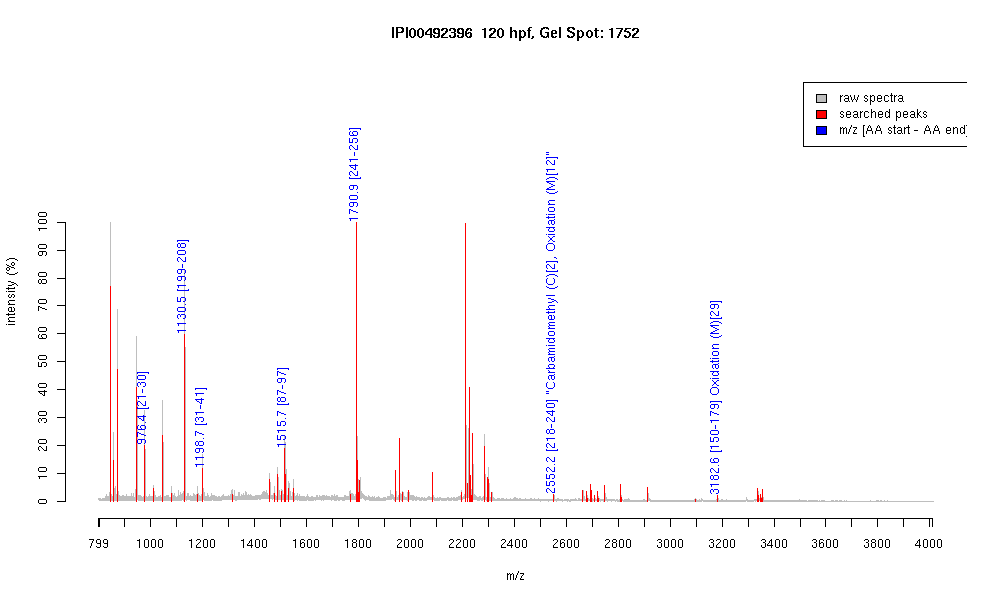 IPI00492396  120 hpf, Gel Spot: 1752
raw spectra
searched peaks
m/z [AA start - AA end]
1790.9 [241-256]
2552.2 [218-240] "Carbamidomethyl (C)[2], Oxidation (M)[12]"
1130.5 [199-208]
3182.6 [150-179] Oxidation (M)[29]
1515.7 [87-97]
976.4 [21-30]
1198.7 [31-41]
intensity (%)
100
90
80
70
60
50
40
30
20
10
0
799 1000 1200 1400 1600 1800 2000 2200 2400 2600 2800 3000 3200 3400 3600 3800 4000
m/z